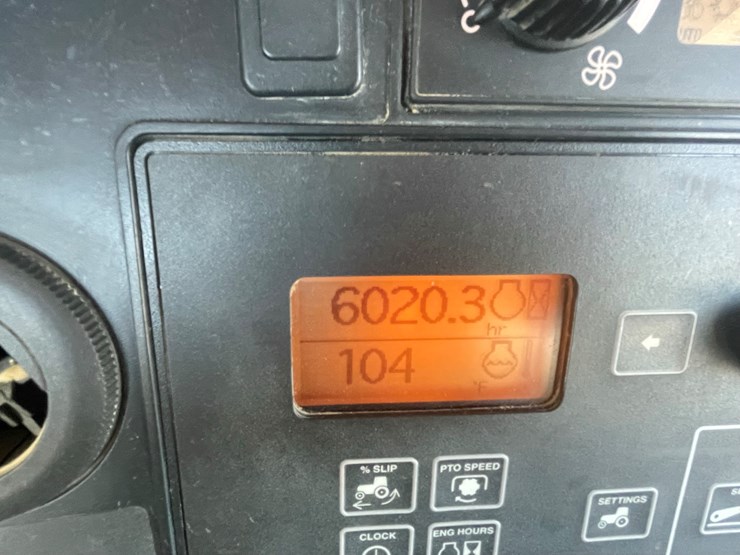 6020.3
hr
104
°F
% SLIP
PTO SPEED
SETTINGS
CLOCK
ENG HOURS